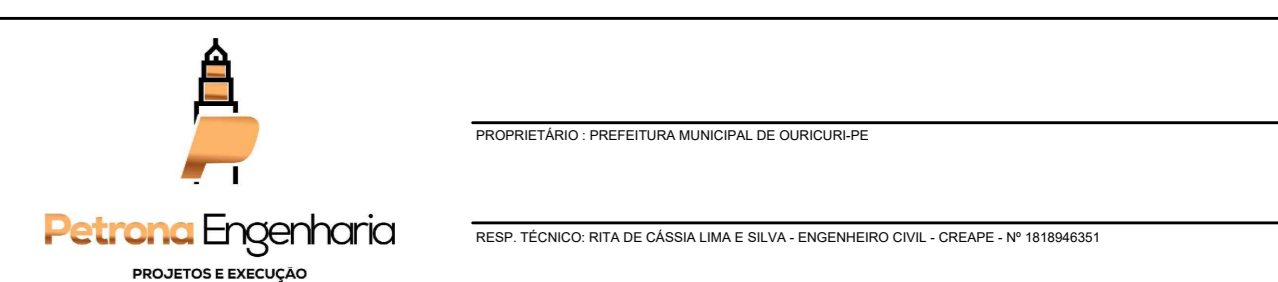 PROPRIETÁRIO : PREFEITURA MUNICIPAL DE OURICURI-PE
Petrona Engenharia
RESP. TÉCNICO: RITA DE CÁSSIA LIMA E SILVA - ENGENHEIRO CIVIL - CREAPE - Nº 1818946351
PROJETOS E EXECUÇÃO